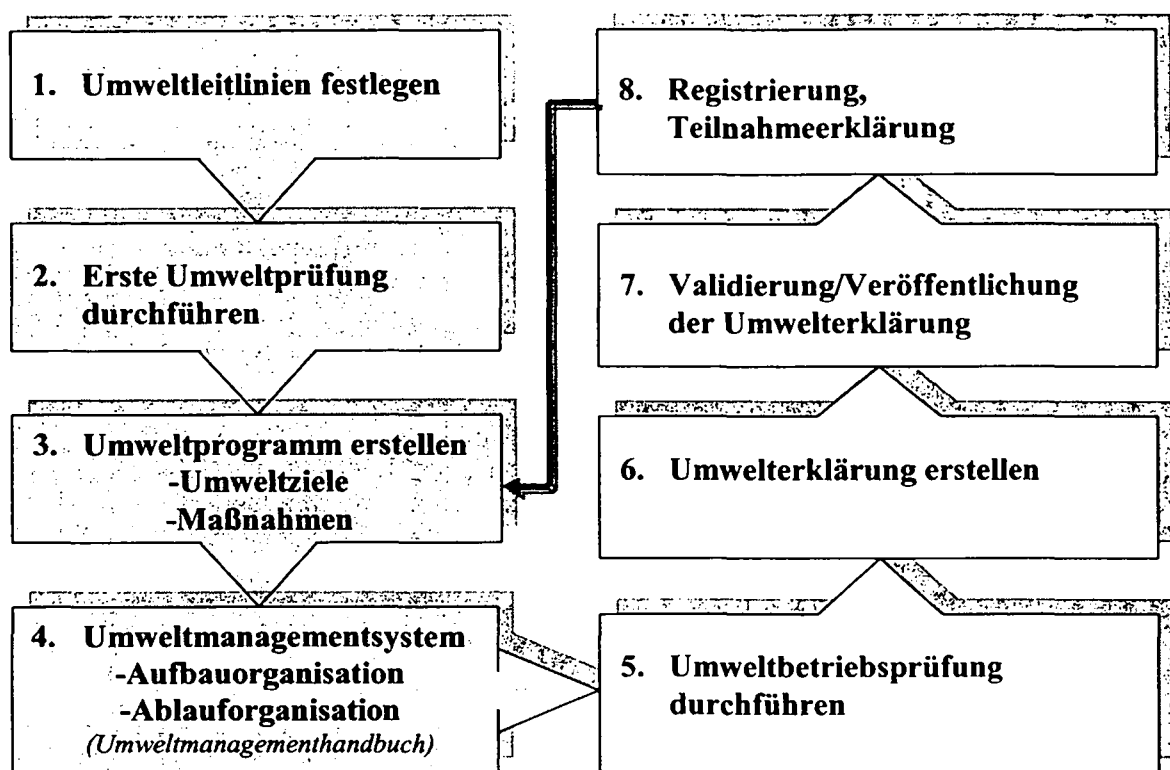 1. Umweltleitlinien festlegen
2. Erste Umweltprüfung
durchführen
3. Umweltprogramm erstellen
-Umweltziele
-Maßnahmen
4. Umweltmanagementsystem
-Aufbauorganisation
-Ablauforganisation
(Umweltmanagementhandbuch)
5. Umweltbetriebsprüfung
durchführen
6. Umwelterklärung erstellen
7. Validierung/Veröffentlichung
der Umwelterklärung
8. Registrierung,
Teilnahmeerklärung